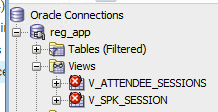 Oracle Connections
reg_app
Tables (Filtered)
Views
V_ATTENDEE_SESSIONS
V_SPK_SESSION